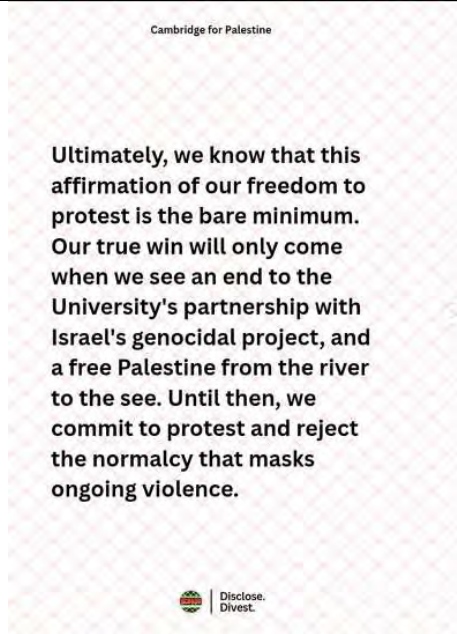 Cambridge for Palestine
Ultimately, we know that this
affirmation of our freedom to
protest is the bare minimum.
Our true win will only come
when we see an end to the
University's partnership with
Israel's genocidal project, and
a free Palestine from the river
to the see. Until then, we
commit to protest and reject
the normalcy that masks
ongoing violence.
Disclose.
Divest.